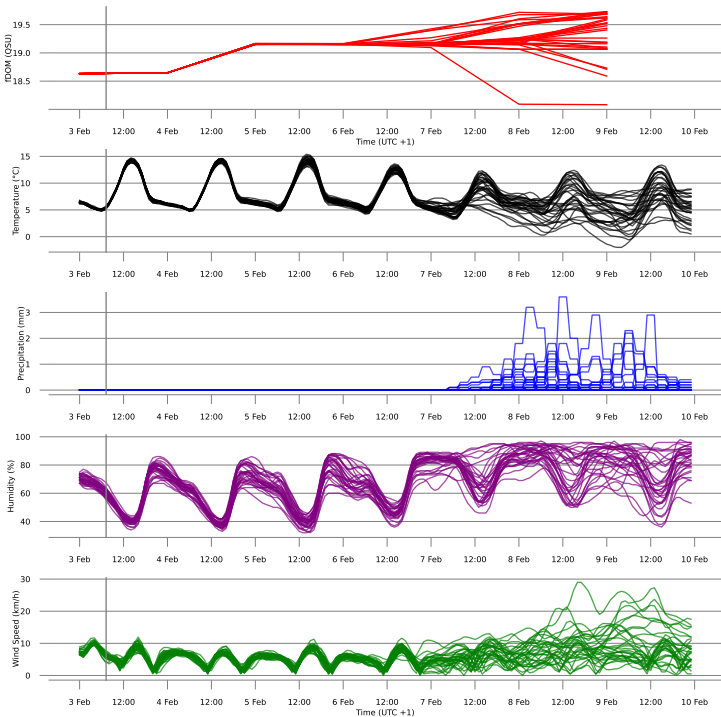 fDOM (QSU)
19.5
19.0
18.5
3 Feb 12:00 4 Feb 12:00 5 Feb 12:00 6 Feb 12:00 7 Feb 12:00 8 Feb 12:00 9 Feb 12:00 10 Feb
Time (UTC +1)
Temperature (°C)
15
10
5
0
3 Feb 12:00 4 Feb 12:00 5 Feb 12:00 6 Feb 12:00 7 Feb 12:00 8 Feb 12:00 9 Feb 12:00 10 Feb
Precipitation (mm)
3
2
1
0
3 Feb 12:00 4 Feb 12:00 5 Feb 12:00 6 Feb 12:00 7 Feb 12:00 8 Feb 12:00 9 Feb 12:00 10 Feb
Humidity (%)
100
80
60
40
3 Feb 12:00 4 Feb 12:00 5 Feb 12:00 6 Feb 12:00 7 Feb 12:00 8 Feb 12:00 9 Feb 12:00 10 Feb
Wind Speed (km/h)
30
20
10
0
3 Feb 12:00 4 Feb 12:00 5 Feb 12:00 6 Feb 12:00 7 Feb 12:00 8 Feb 12:00 9 Feb 12:00 10 Feb
Time (UTC +1)